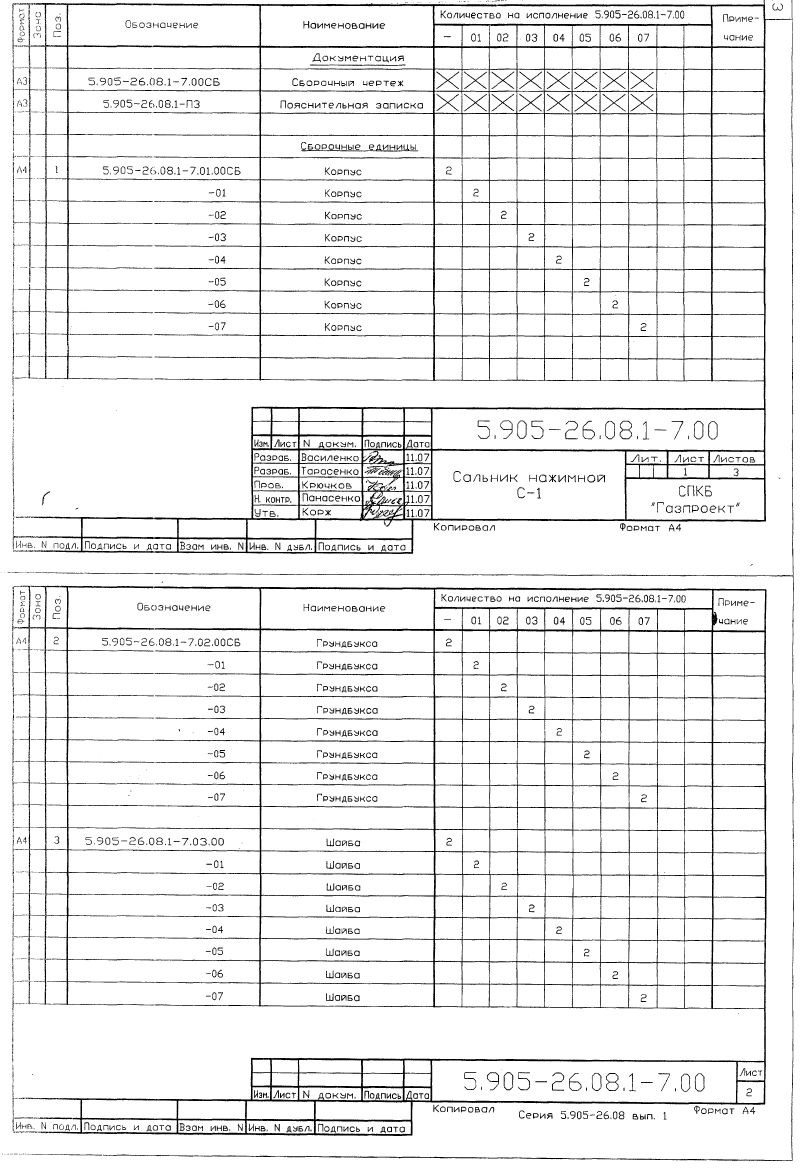 3
Формат Зона Поз. Обозначение Наименование Количество на исполнение 5.905-26.08.1-7.00 Приме-
- 01 02 03 04 05 06 07 чание
Документация
А3 5.905-26.08.1-7.00СБ Сборочный чертеж
А3 5.905-26.08.1-ПЗ Пояснительная записка
Сборочные единицы
А4 1 5.905-26.08.1-7.01.00СБ Корпус 2
-01 Корпус 2
-02 Корпус 2
-03 Корпус 2
-04 Корпус 2
-05 Корпус 2
-06 Корпус 2
-07 Корпус 2
5.905-26.08.1-7.00
Изм. Лист N докум. Подпись Дата
Разраб. Василенко 11.07
Разраб. Тарасенко 11.07
Пров. Крючков 11.07
Н. контр. Панасенко 11.07
Утв. Корж 11.07
Сальник нажимной
С-1
Лит. Лист Листов
1 3
СПКБ
"Газпроект"
Копировал Формат А4
Инв. N подл. Подпись и дата Взам инв. N Инв. N дубл. Подпись и дата
Формат Зона Поз. Обозначение Наименование Количество на исполнение 5.905-26.08.1-7.00 Приме-
- 01 02 03 04 05 06 07 чание
А4 2 5.905-26.08.1-7.02.00СБ Грундбукса 2
-01 Грундбукса 2
-02 Грундбукса 2
-03 Грундбукса 2
-04 Грундбукса 2
-05 Грундбукса 2
-06 Грундбукса 2
-07 Грундбукса 2
А4 3 5.905-26.08.1-7.03.00 Шайба 2
-01 Шайба 2
-02 Шайба 2
-03 Шайба 2
-04 Шайба 2
-05 Шайба 2
-06 Шайба 2
-07 Шайба 2
5.905-26.08.1-7.00
Лист
2
Изм. Лист N докум. Подпись Дата
Копировал Серия 5.905-26.08 вып. 1 Формат А4
Инв. N подл. Подпись и дата Взам инв. N Инв. N дубл. Подпись и дата